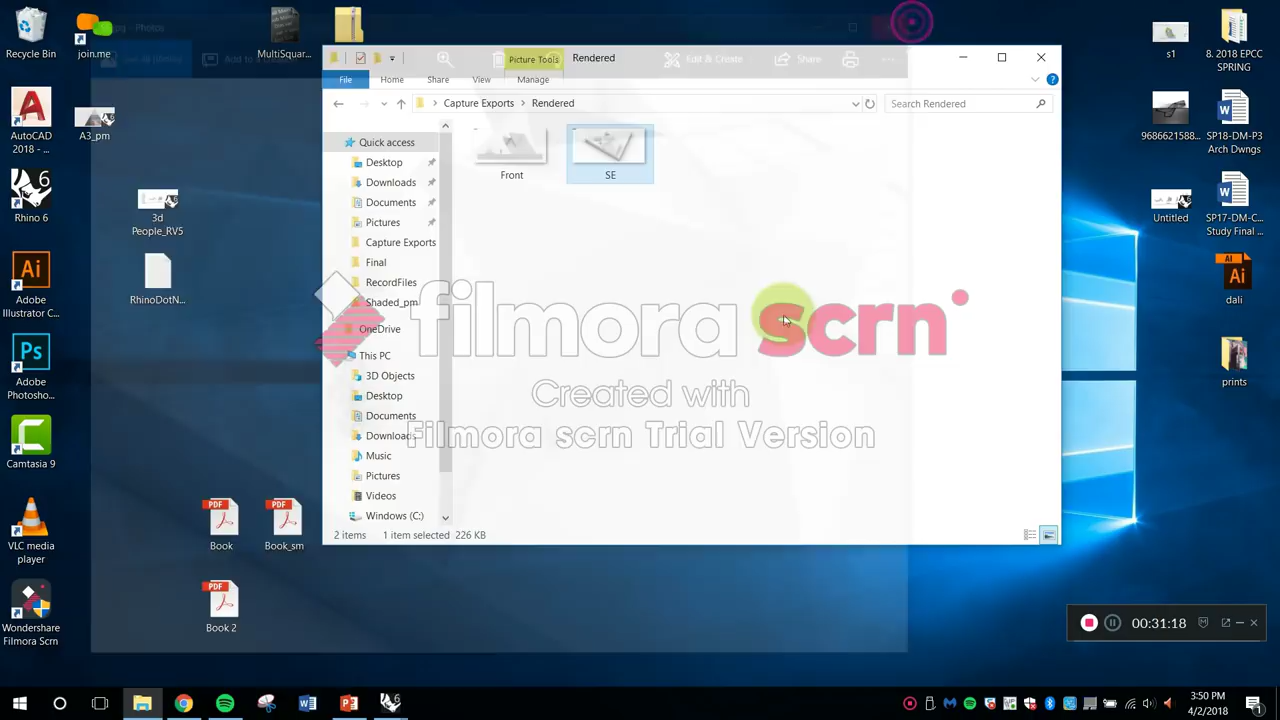 Recycle Bin
join.me
MultiSquar...
Photos
Picture Tools
Rendered
Edit & Create
Share
File
Home
Share
View
Manage
Capture Exports
Rendered
Search Rendered
Quick access
Desktop
Downloads
Documents
Pictures
Capture Exports
Final
RecordFiles
Shaded_pm
OneDrive
This PC
3D Objects
Desktop
Documents
Downloads
Music
Pictures
Videos
Windows (C:)
Front
SE
2 items
1 item selected
226 KB
AutoCAD
2018 - ...
A3_pm
Rhino 6
3d
People_RV5
RhinoDotN...
Adobe
Illustrator C...
Adobe
Photosho...
Camtasia 9
VLC media
player
Book
Book_sm
Wondershare
Filmora Scrn
Book 2
s1
8. 2018 EPCC
SPRING
9686621588...
SP18-DM-P3
Arch Dwngs
Untitled
SP17-DM-C...
Study Final ...
dali
prints
filmora scrn
Created with
Filmora scrn Trial Version
00:31:18
3:50 PM
4/2/2018